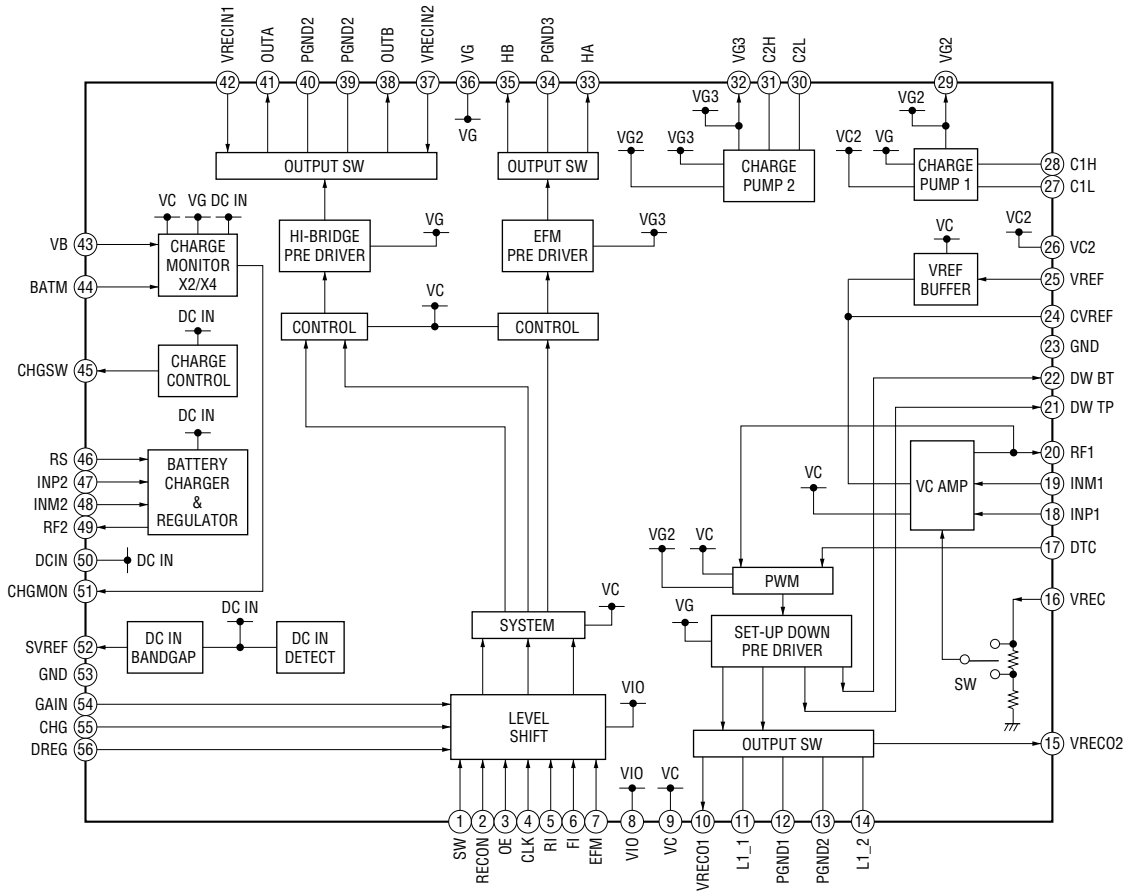 VRECIN1
OUTA
PGND2
PGND2
OUTB
VRECIN2
VG
HB
PGND3
HA
VG3
C2H
C2L
VG2
42
41
40
39
38
37
36
35
34
33
32
31
30
29
VG
VG3
VG2
VG2
VG3
VC2
VG
OUTPUT SW
OUTPUT SW
CHARGE
PUMP 2
CHARGE
PUMP 1
28 C1H
27 C1L
VC VG DC IN
VB 43
CHARGE
MONITOR
X2/X4
BATM 44
HI-BRIDGE
PRE DRIVER
VG
EFM
PRE DRIVER
VG3
VC
VC2
26 VC2
VREF
BUFFER
25 VREF
VC
CONTROL
CONTROL
24 CVREF
23 GND
DC IN
CHGSW 45
CHARGE
CONTROL
22 DW BT
21 DW TP
DC IN
RS 46
INP2 47
INM2 48
RF2 49
BATTERY
CHARGER
&
REGULATOR
20 RF1
VC AMP
VC
19 INM1
18 INP1
DCIN 50 DC IN
VG2
VC
17 DTC
CHGMON 51
PWM
16 VREC
DC IN
VC
SYSTEM
VG
SET-UP DOWN
PRE DRIVER
SVREF 52
DC IN
BANDGAP
DC IN
DETECT
SW
GND 53
GAIN 54
CHG 55
DREG 56
LEVEL
SHIFT
VIO
OUTPUT SW
15 VRECO2
VIO
VC
1
2
3
4
5
6
7
8
9
10
11
12
13
14
SW
RECON
OE
CLK
RI
FI
EFM
VIO
VC
VRECO1
L1_1
PGND1
PGND2
L1_2